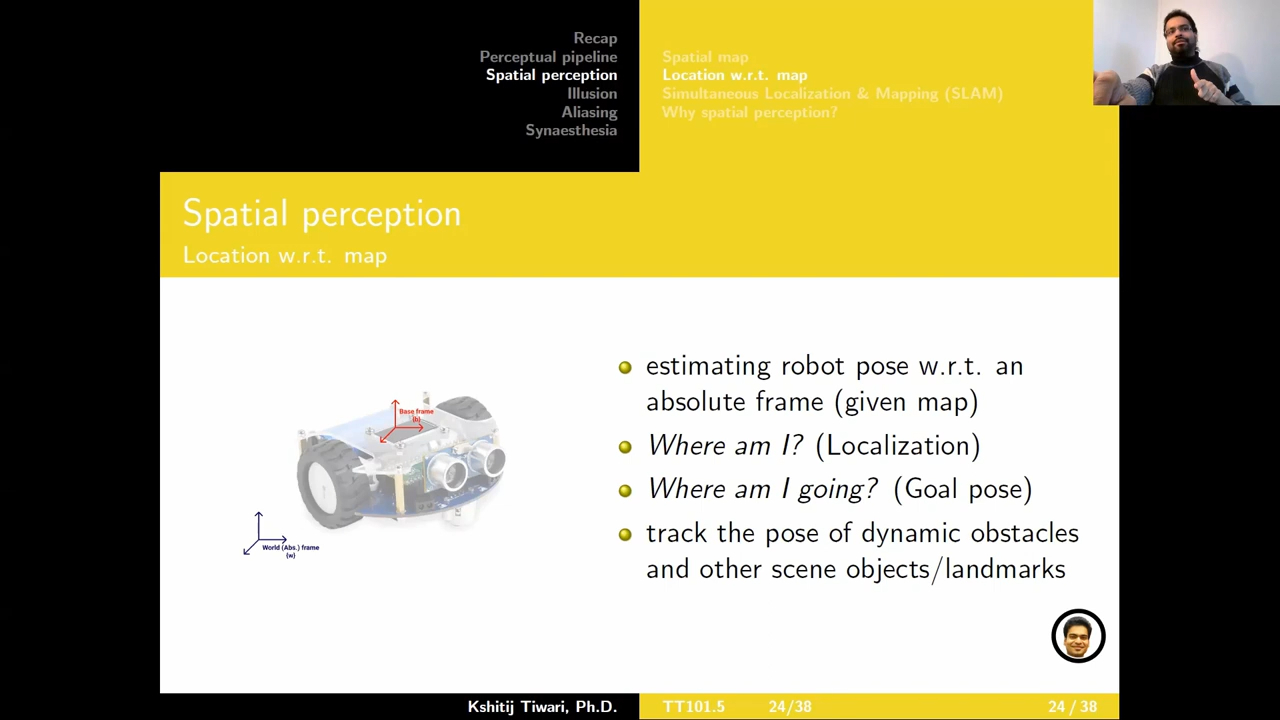 Recap
Perceptual pipeline
Spatial perception
Illusion
Aliasing
Synaesthesia
Spatial map
Location w.r.t. map
Simultaneous Localization & Mapping (SLAM)
Why spatial perception?
Spatial perception
Location w.r.t. map
Base frame
{b}
World (Abs.) frame
{w}
estimating robot pose w.r.t. an
absolute frame (given map)
Where am I? (Localization)
Where am I going? (Goal pose)
track the pose of dynamic obstacles
and other scene objects/landmarks
Kshitij Tiwari, Ph.D.
TT101.5 24/38
24 / 38